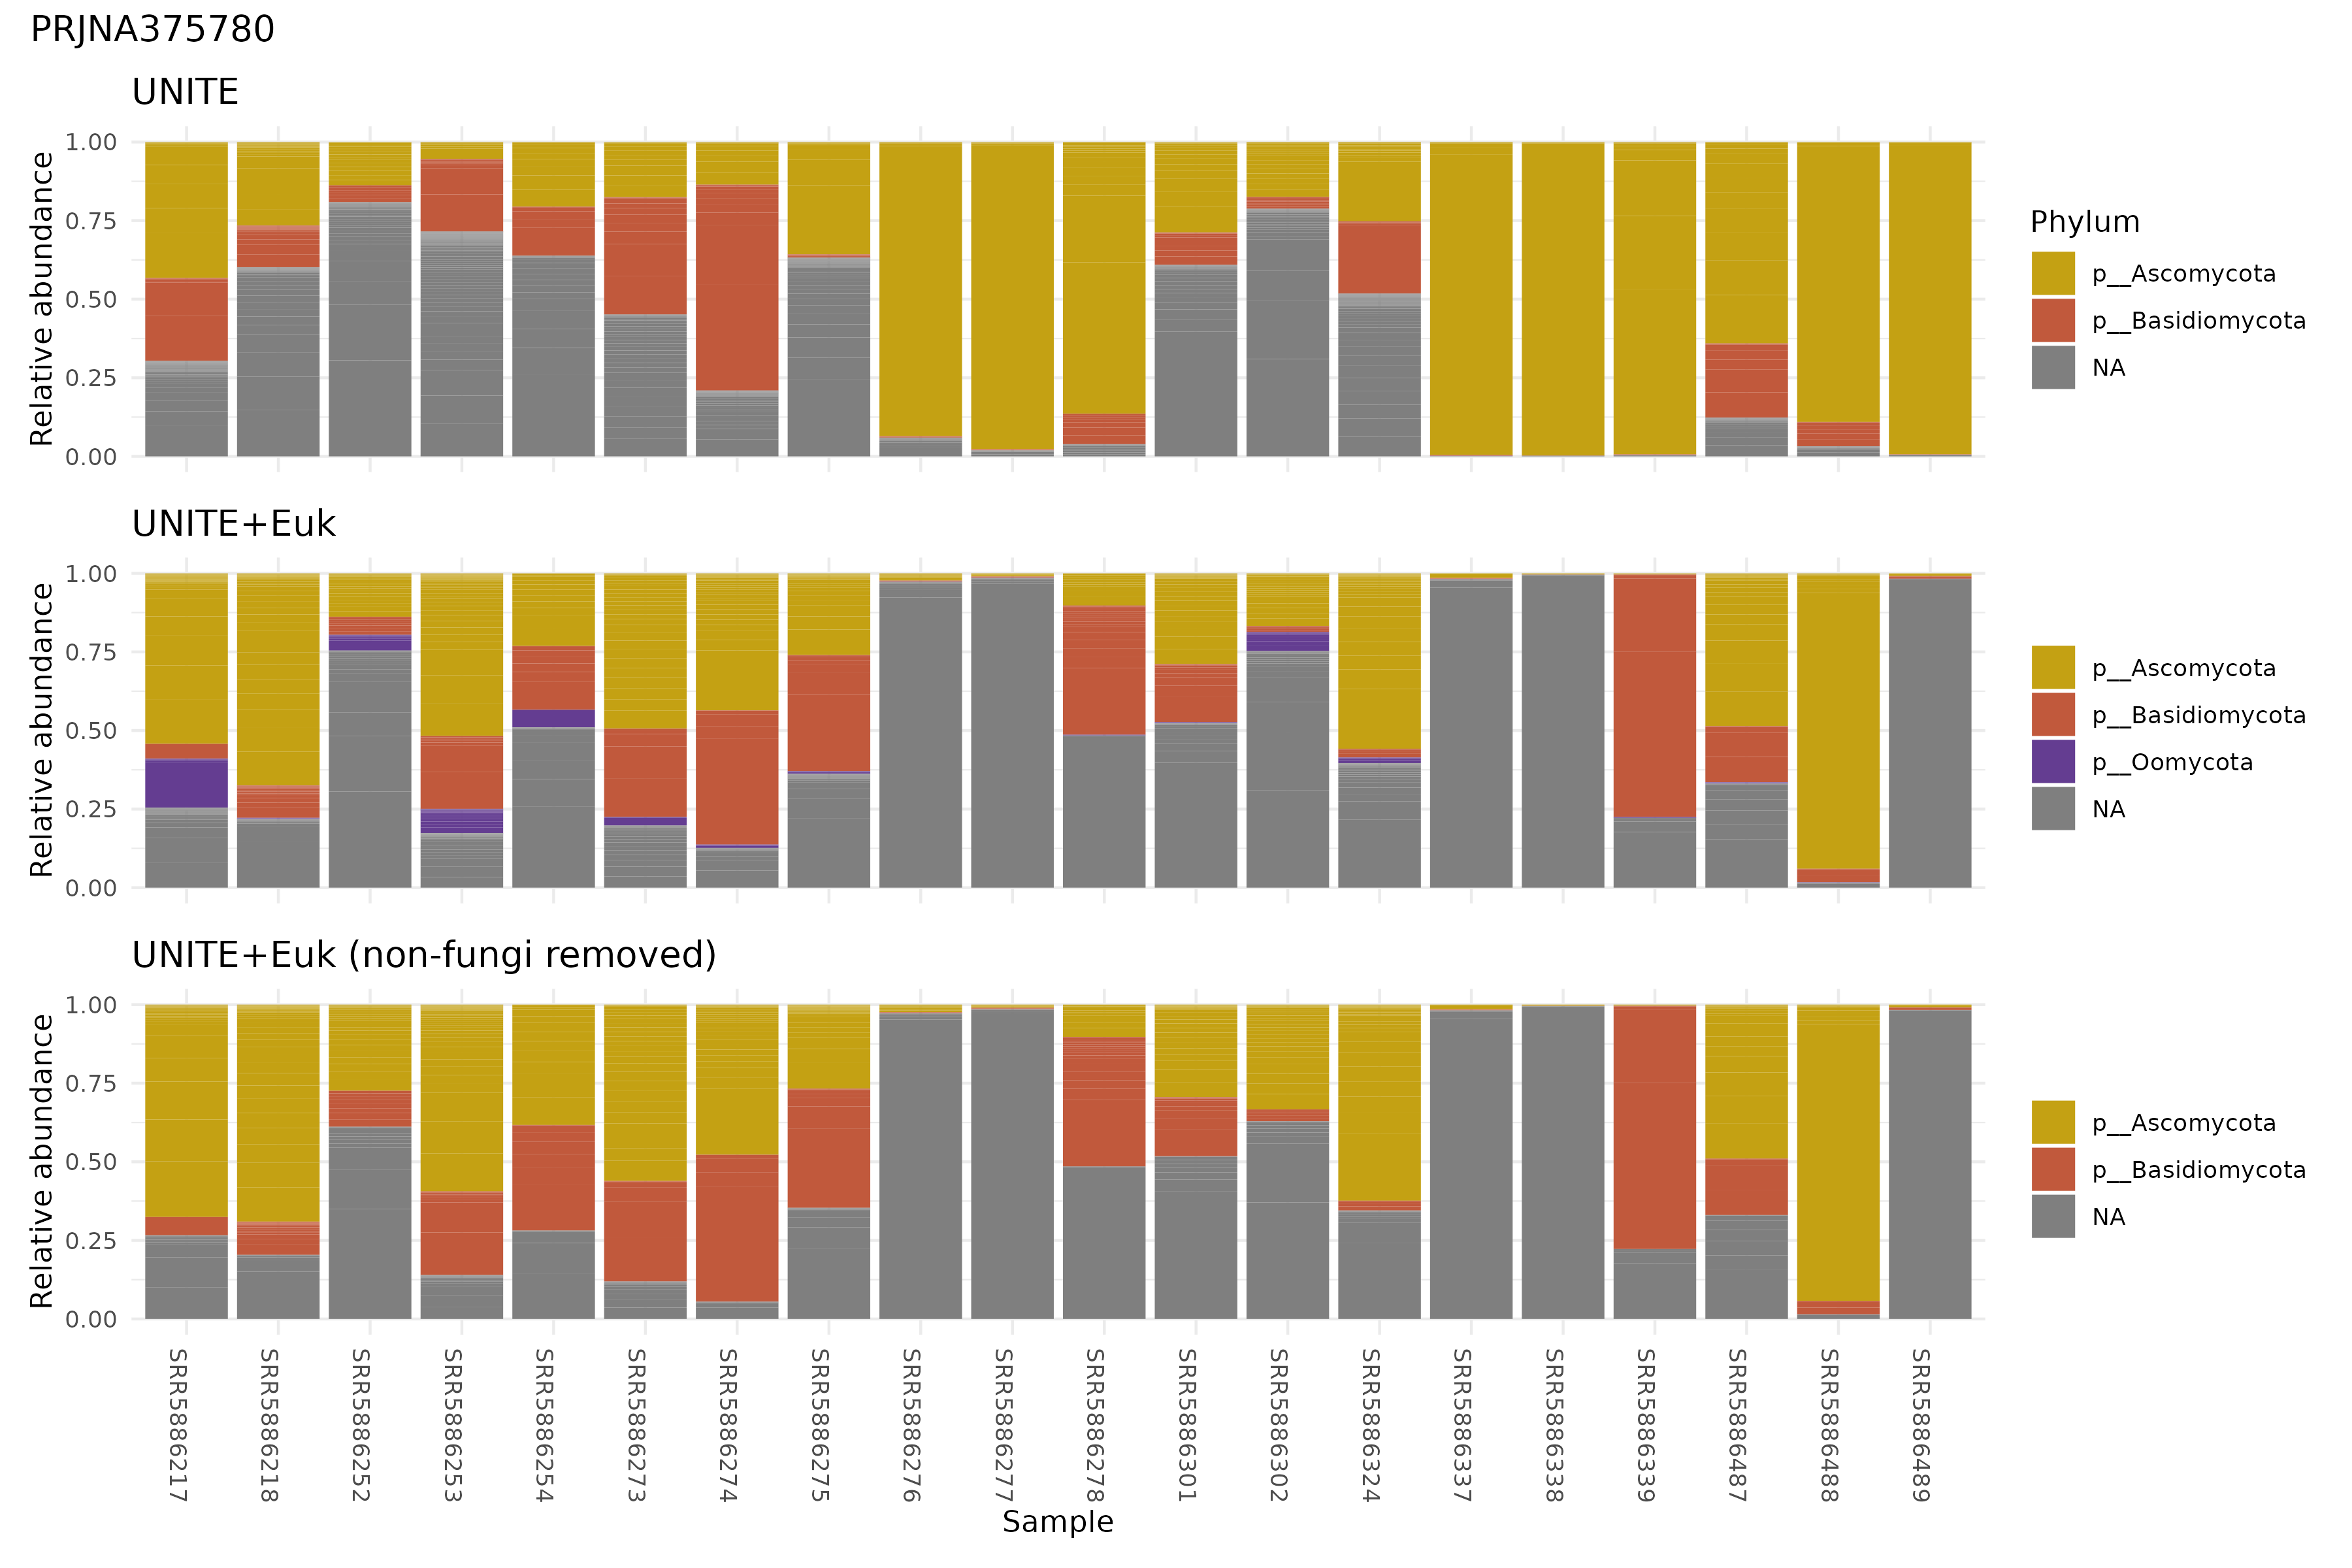 PRJNA375780
UNITE
Relative abundance
1.00
0.75
0.50
0.25
0.00
Phylum
p__Ascomycota
p__Basidiomycota
NA
UNITE+Euk
Relative abundance
1.00
0.75
0.50
0.25
0.00
p__Ascomycota
p__Basidiomycota
p__Oomycota
NA
UNITE+Euk (non-fungi removed)
Relative abundance
1.00
0.75
0.50
0.25
0.00
p__Ascomycota
p__Basidiomycota
NA
SRR5886217
SRR5886218
SRR5886252
SRR5886253
SRR5886254
SRR5886273
SRR5886274
SRR5886275
SRR5886276
SRR5886277
SRR5886278
SRR5886301
SRR5886302
SRR5886324
SRR5886337
SRR5886338
SRR5886339
SRR5886487
SRR5886488
SRR5886489
Sample